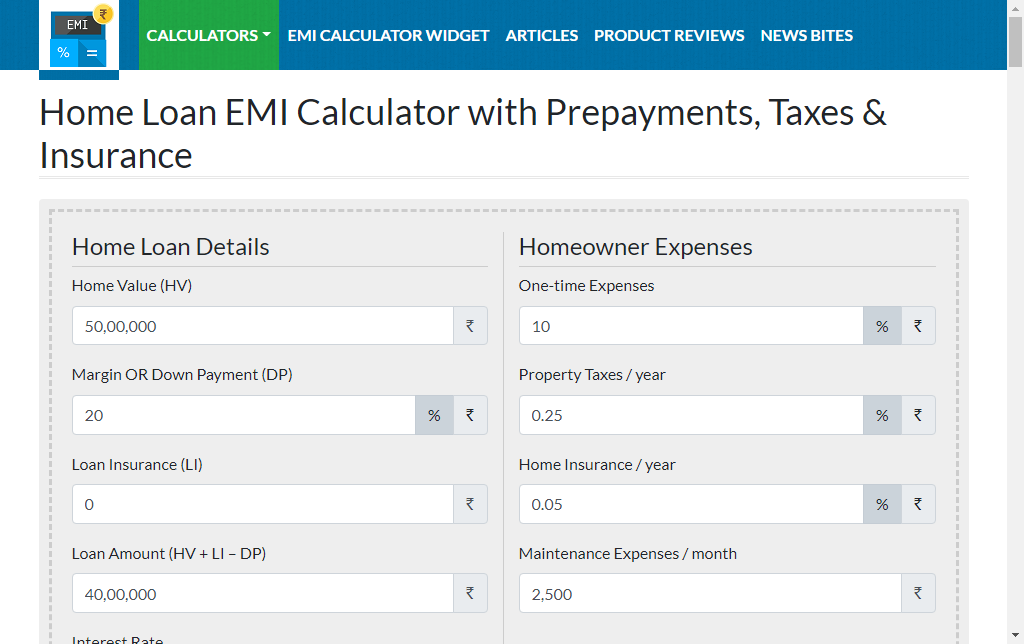 EMI ₹
% =
CALCULATORS EMI CALCULATOR WIDGET ARTICLES PRODUCT REVIEWS NEWS BITES
Home Loan EMI Calculator with Prepayments, Taxes &
Insurance
Home Loan Details
Home Value (HV)
50,00,000 ₹
Margin OR Down Payment (DP)
20 % ₹
Loan Insurance (LI)
0 ₹
Loan Amount (HV + LI – DP)
40,00,000 ₹
Interest Rate
Homeowner Expenses
One-time Expenses
10 % ₹
Property Taxes / year
0.25 % ₹
Home Insurance / year
0.05 % ₹
Maintenance Expenses / month
2,500 ₹